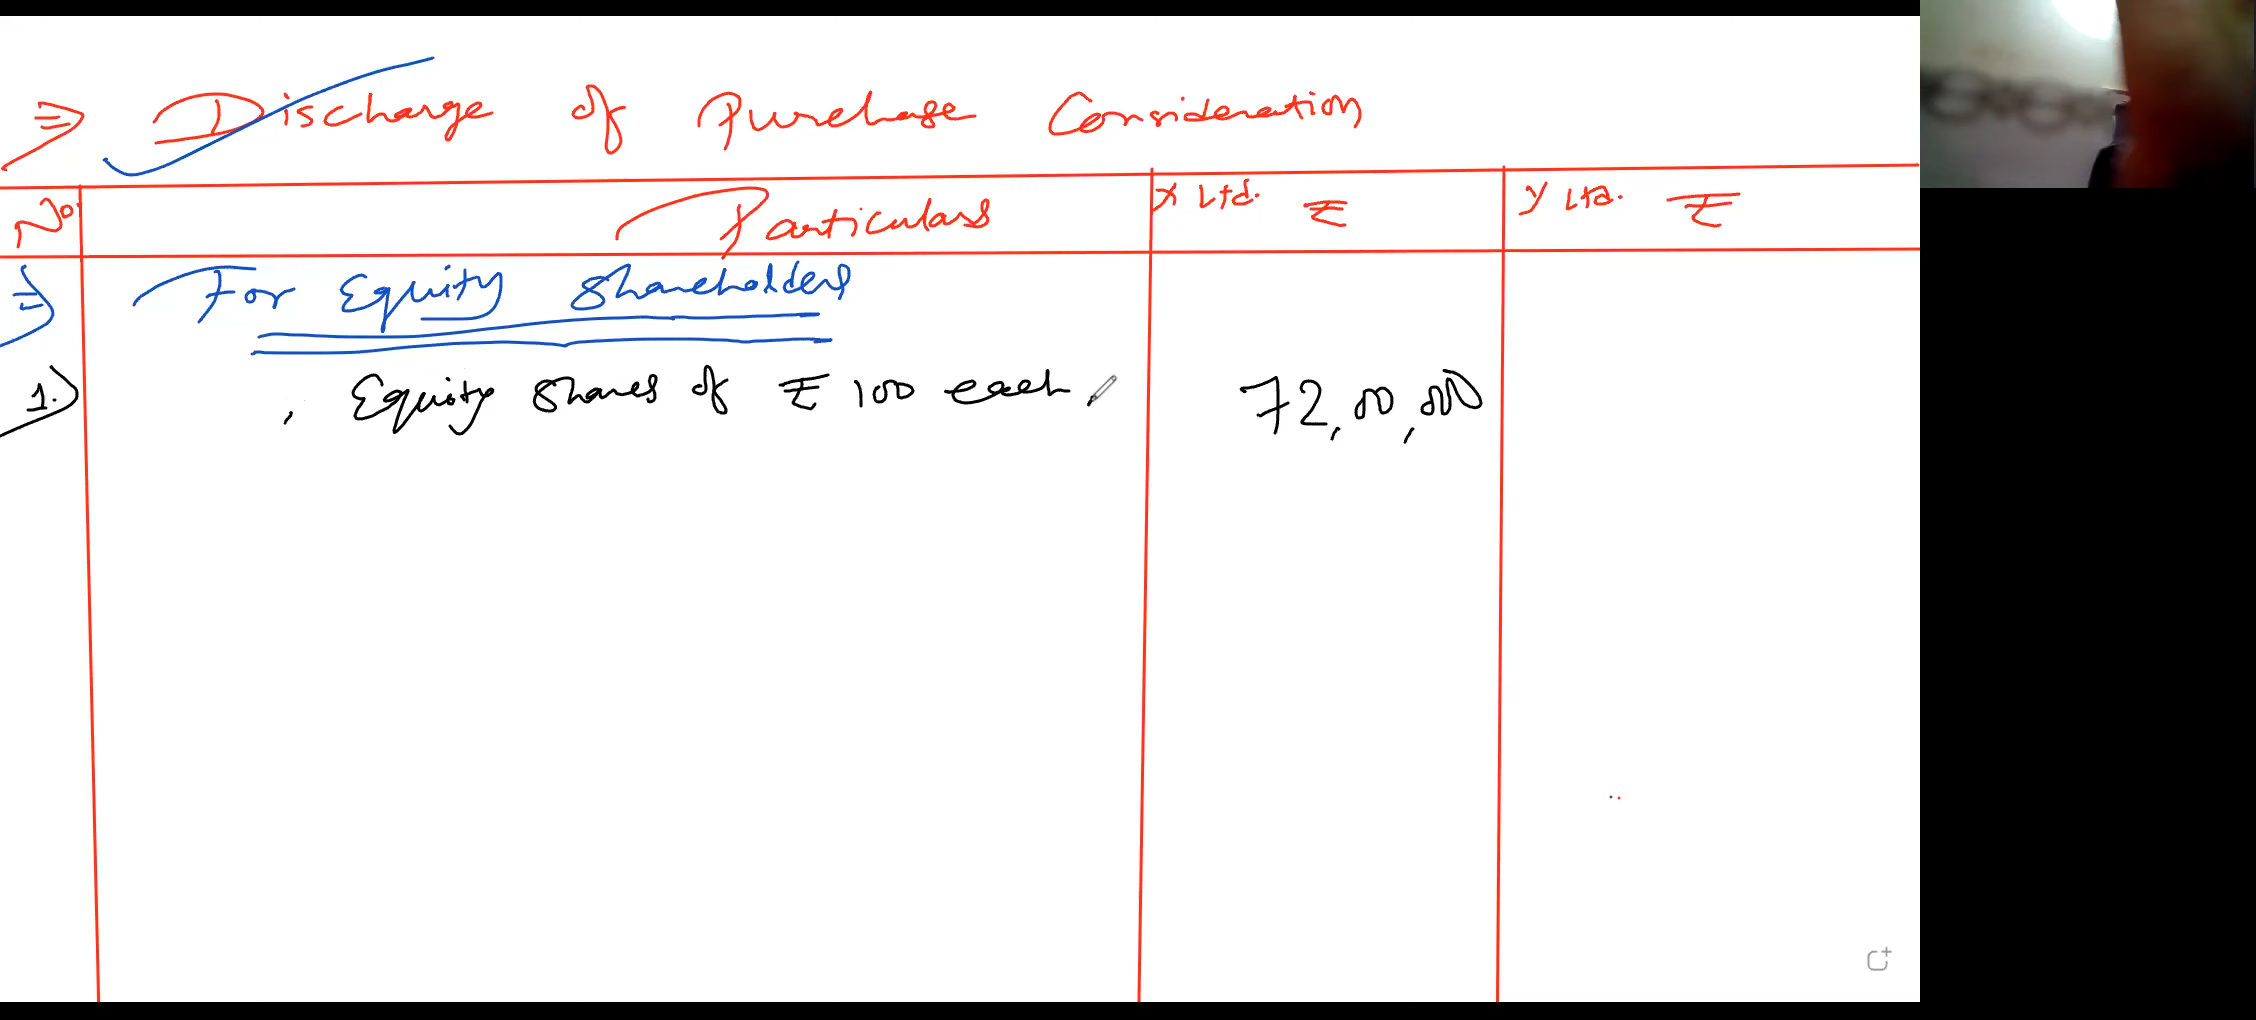 ⇒ Discharge of Purchase Consideration
No. Particulars X Ltd. ₹ Y Ltd. ₹
⇒ For Equity Shareholders
1. , Equity Shares of ₹ 100 each, 72,00,000